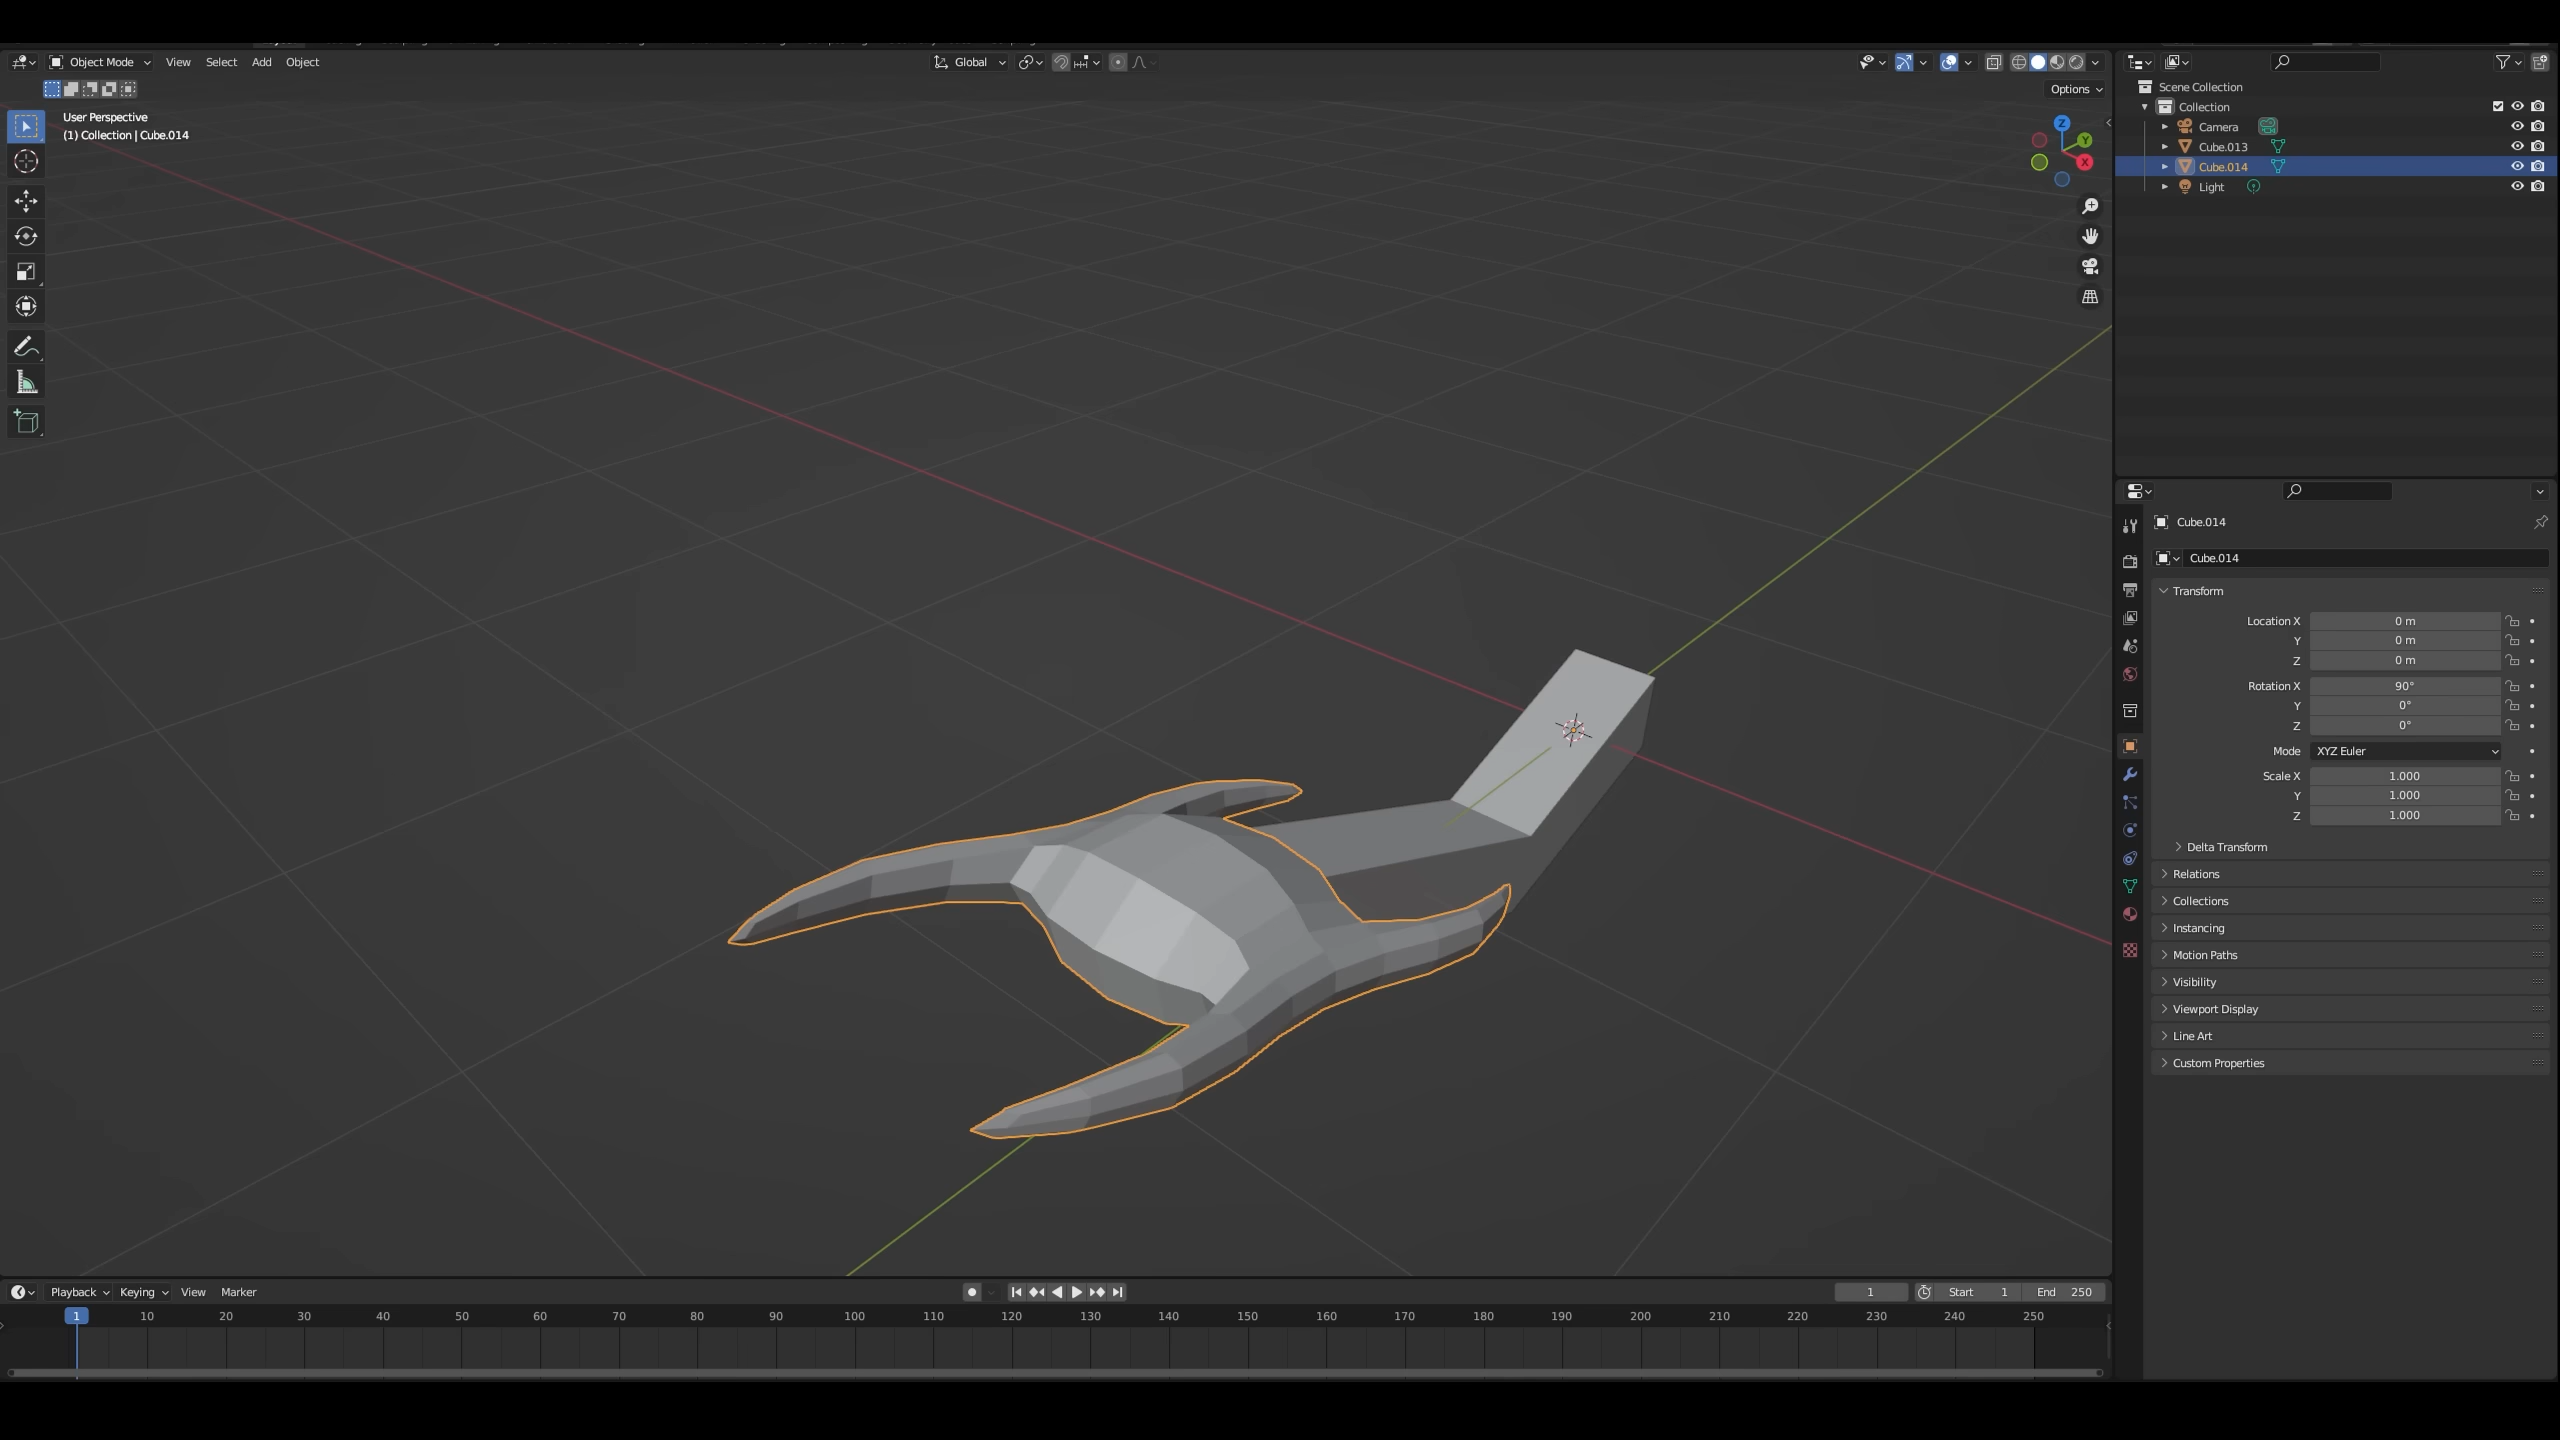 Object Mode View Select Add Object Global
Options
User Perspective
(1) Collection | Cube.014
Z
Y
X
Scene Collection
Collection
Camera
Cube.013
Cube.014
Light
Cube.014
Cube.014
Transform
Location X 0 m
Y 0 m
Z 0 m
Rotation X 90°
Y 0°
Z 0°
Mode XYZ Euler
Scale X 1.000
Y 1.000
Z 1.000
Delta Transform
Relations
Collections
Instancing
Motion Paths
Visibility
Viewport Display
Line Art
Custom Properties
Playback Keying View Marker 1 Start 1 End 250
1 10 20 30 40 50 60 70 80 90 100 110 120 130 140 150 160 170 180 190 200 210 220 230 240 250